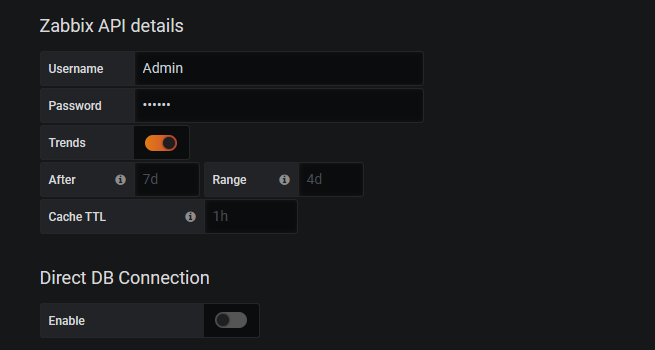 Zabbix API details
Username Admin
Password ••••••
Trends
After 7d Range 4d
Cache TTL 1h
Direct DB Connection
Enable